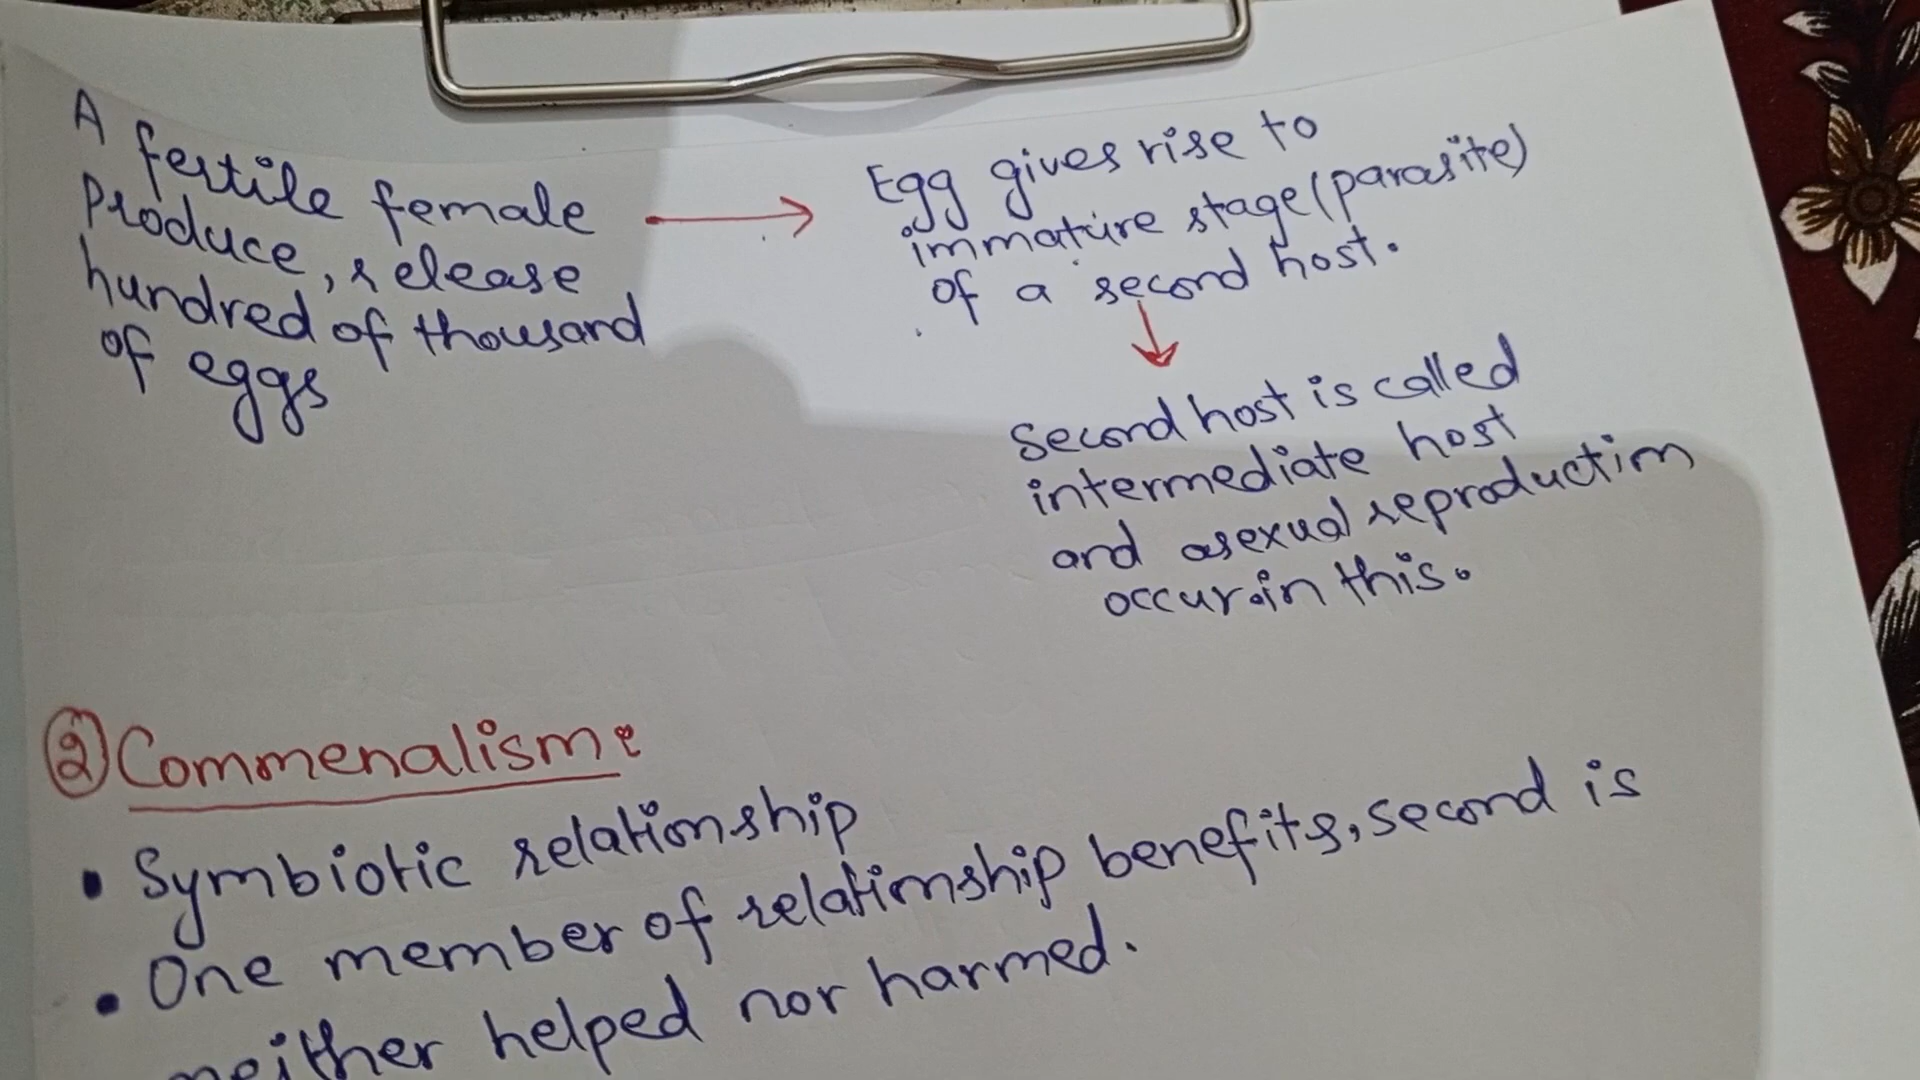 A fertile female
produce, release
hundred of thousand
of eggs
Egg gives rise to
immature stage (parasite)
of a second host.
Second host is called
intermediate host
and asexual reproduction
occur in this.
② Commenalism:
• Symbiotic relationship
• One member of relationship benefits, second is
neither helped nor harmed.